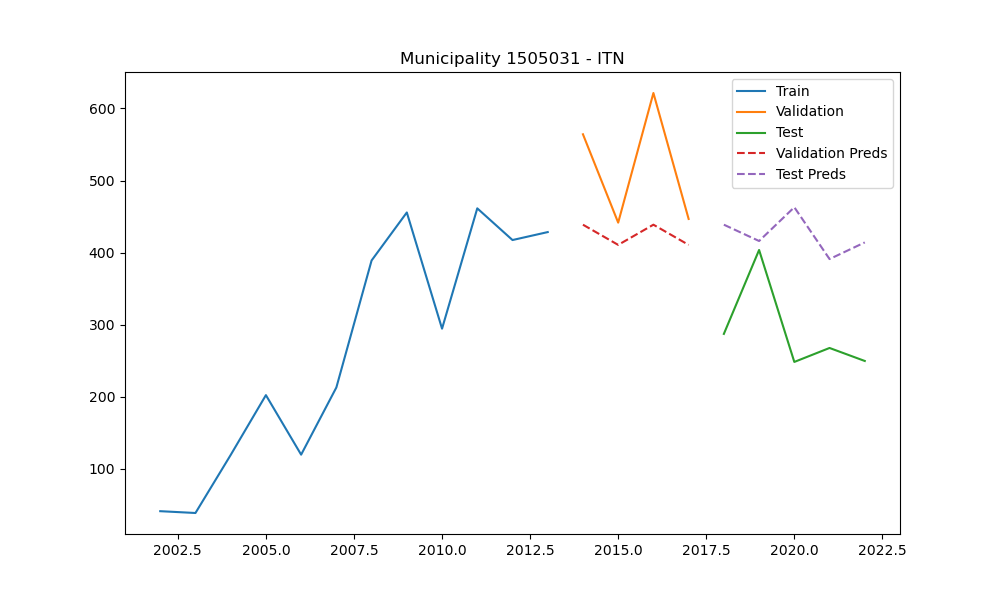 Municipality 1505031 - ITN
Train
Validation
Test
Validation Preds
Test Preds
600
500
400
300
200
100
2002.5 2005.0 2007.5 2010.0 2012.5 2015.0 2017.5 2020.0 2022.5